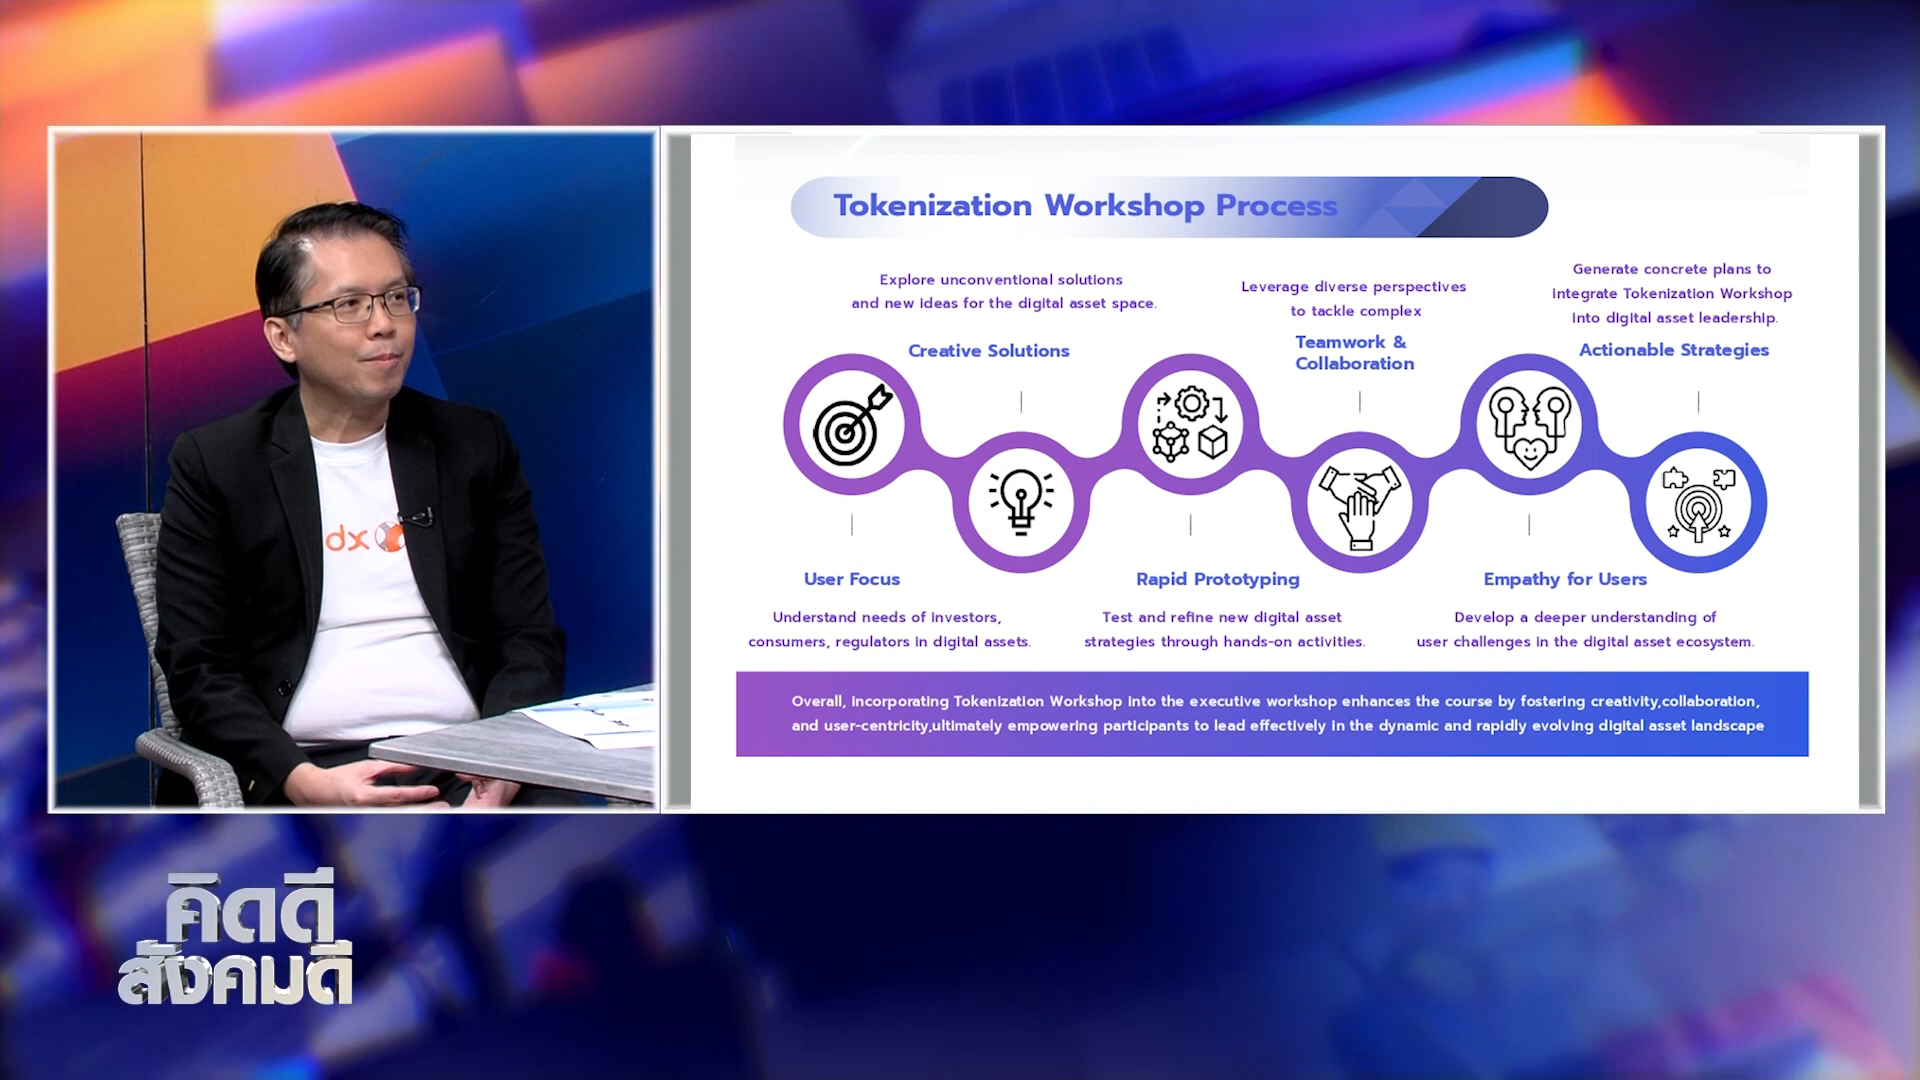 Tokenization Workshop Process
Explore unconventional solutions
and new ideas for the digital asset space.
Creative Solutions
Leverage diverse perspectives
to tackle complex
Teamwork &
Collaboration
Generate concrete plans to
integrate Tokenization Workshop
into digital asset leadership.
Actionable Strategies
User Focus
Understand needs of investors,
consumers, regulators in digital assets.
Rapid Prototyping
Test and refine new digital asset
strategies through hands-on activities.
Empathy for Users
Develop a deeper understanding of
user challenges in the digital asset ecosystem.
Overall, incorporating Tokenization Workshop into the executive workshop enhances the course by fostering creativity,collaboration,
and user-centricity,ultimately empowering participants to lead effectively in the dynamic and rapidly evolving digital asset landscape
dx
คิดดี
สังคมดี